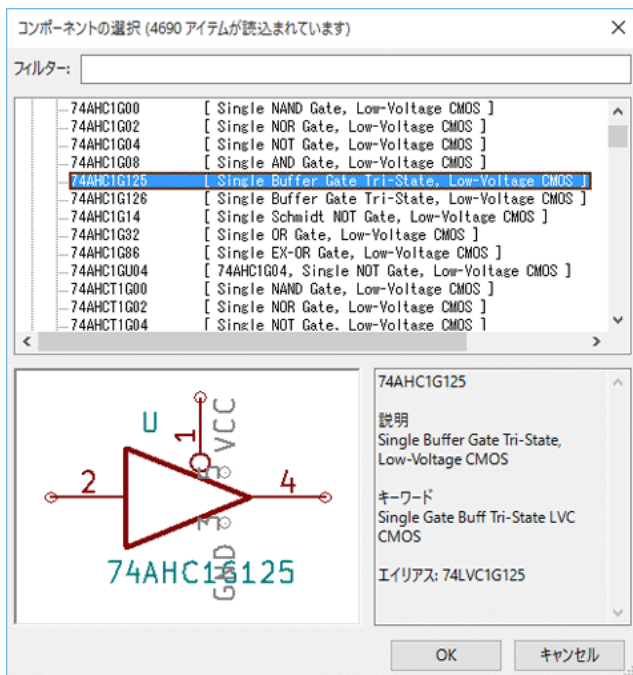 コンポーネントの選択 (4690 アイテムが読込まれています)
フィルター:
74AHC1G00 [ Single NAND Gate, Low-Voltage CMOS ]
74AHC1G02 [ Single NOR Gate, Low-Voltage CMOS ]
74AHC1G04 [ Single NOT Gate, Low-Voltage CMOS ]
74AHC1G08 [ Single AND Gate, Low-Voltage CMOS ]
74AHC1G125 [ Single Buffer Gate Tri-State, Low-Voltage CMOS ]
74AHC1G126 [ Single Buffer Gate Tri-State, Low-Voltage CMOS ]
74AHC1G14 [ Single Schmidt NOT Gate, Low-Voltage CMOS ]
74AHC1G32 [ Single OR Gate, Low-Voltage CMOS ]
74AHC1G86 [ Single EX-OR Gate, Low-Voltage CMOS ]
74AHC1GU04 [ 74AHC1G04, Single NOT Gate, Low-Voltage CMOS ]
74AHCT1G00 [ Single NAND Gate, Low-Voltage CMOS ]
74AHCT1G02 [ Single NOR Gate, Low-Voltage CMOS ]
74AHCT1G04 [ Single NOT Gate, Low-Voltage CMOS ]
U
1
VCC
5
2
4
3
GND
74AHC1G125
74AHC1G125
説明
Single Buffer Gate Tri-State,
Low-Voltage CMOS
キーワード
Single Gate Buff Tri-State LVC
CMOS
エイリアス: 74LVC1G125
OK
キャンセル